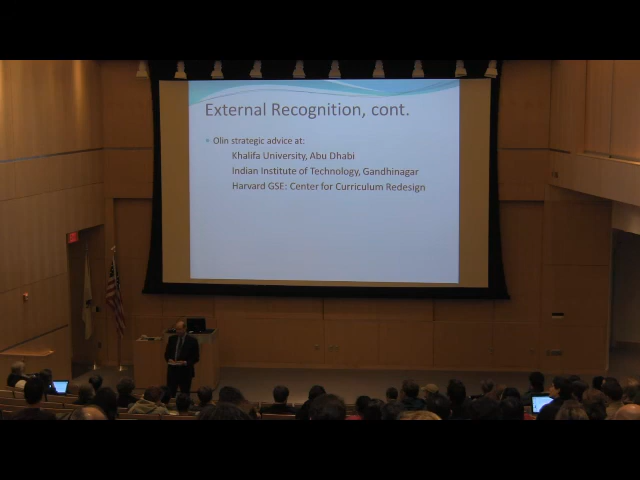 External Recognition, cont.
Olin strategic advice at:
Khalifa University, Abu Dhabi
Indian Institute of Technology, Gandhinagar
Harvard GSE: Center for Curriculum Redesign